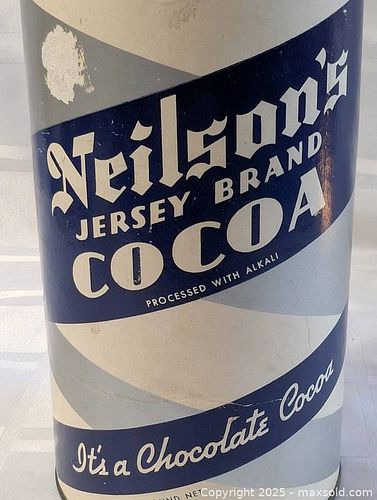 Neilson's
JERSEY BRAND
COCOA
PROCESSED WITH ALKALI
It's a Chocolate Cocoa
Copyright © 2025 - maxsold.com